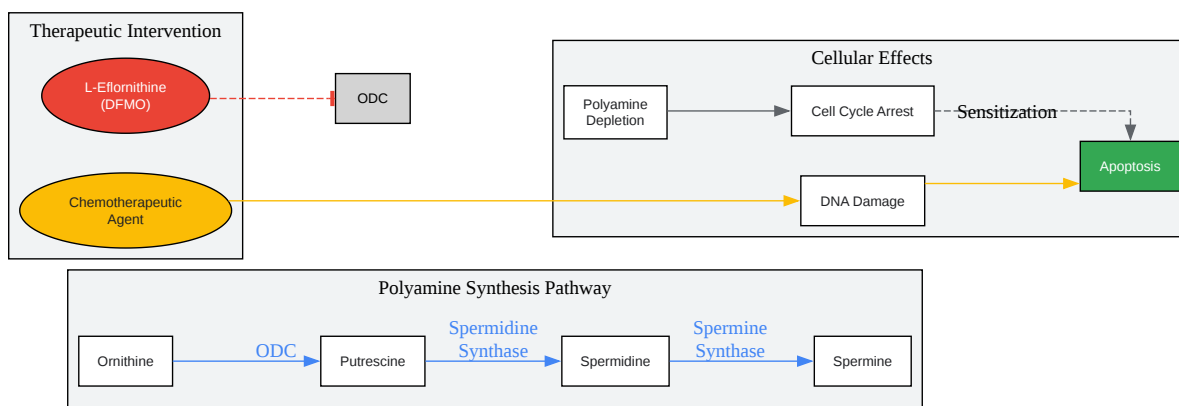 Therapeutic Intervention
L-Eflornithine
(DFMO)
ODC
Chemotherapeutic
Agent
Cellular Effects
Polyamine
Depletion
Cell Cycle Arrest
Sensitization
Apoptosis
DNA Damage
Polyamine Synthesis Pathway
Ornithine
ODC
Putrescine
Spermidine
Synthase
Spermidine
Spermine
Synthase
Spermine